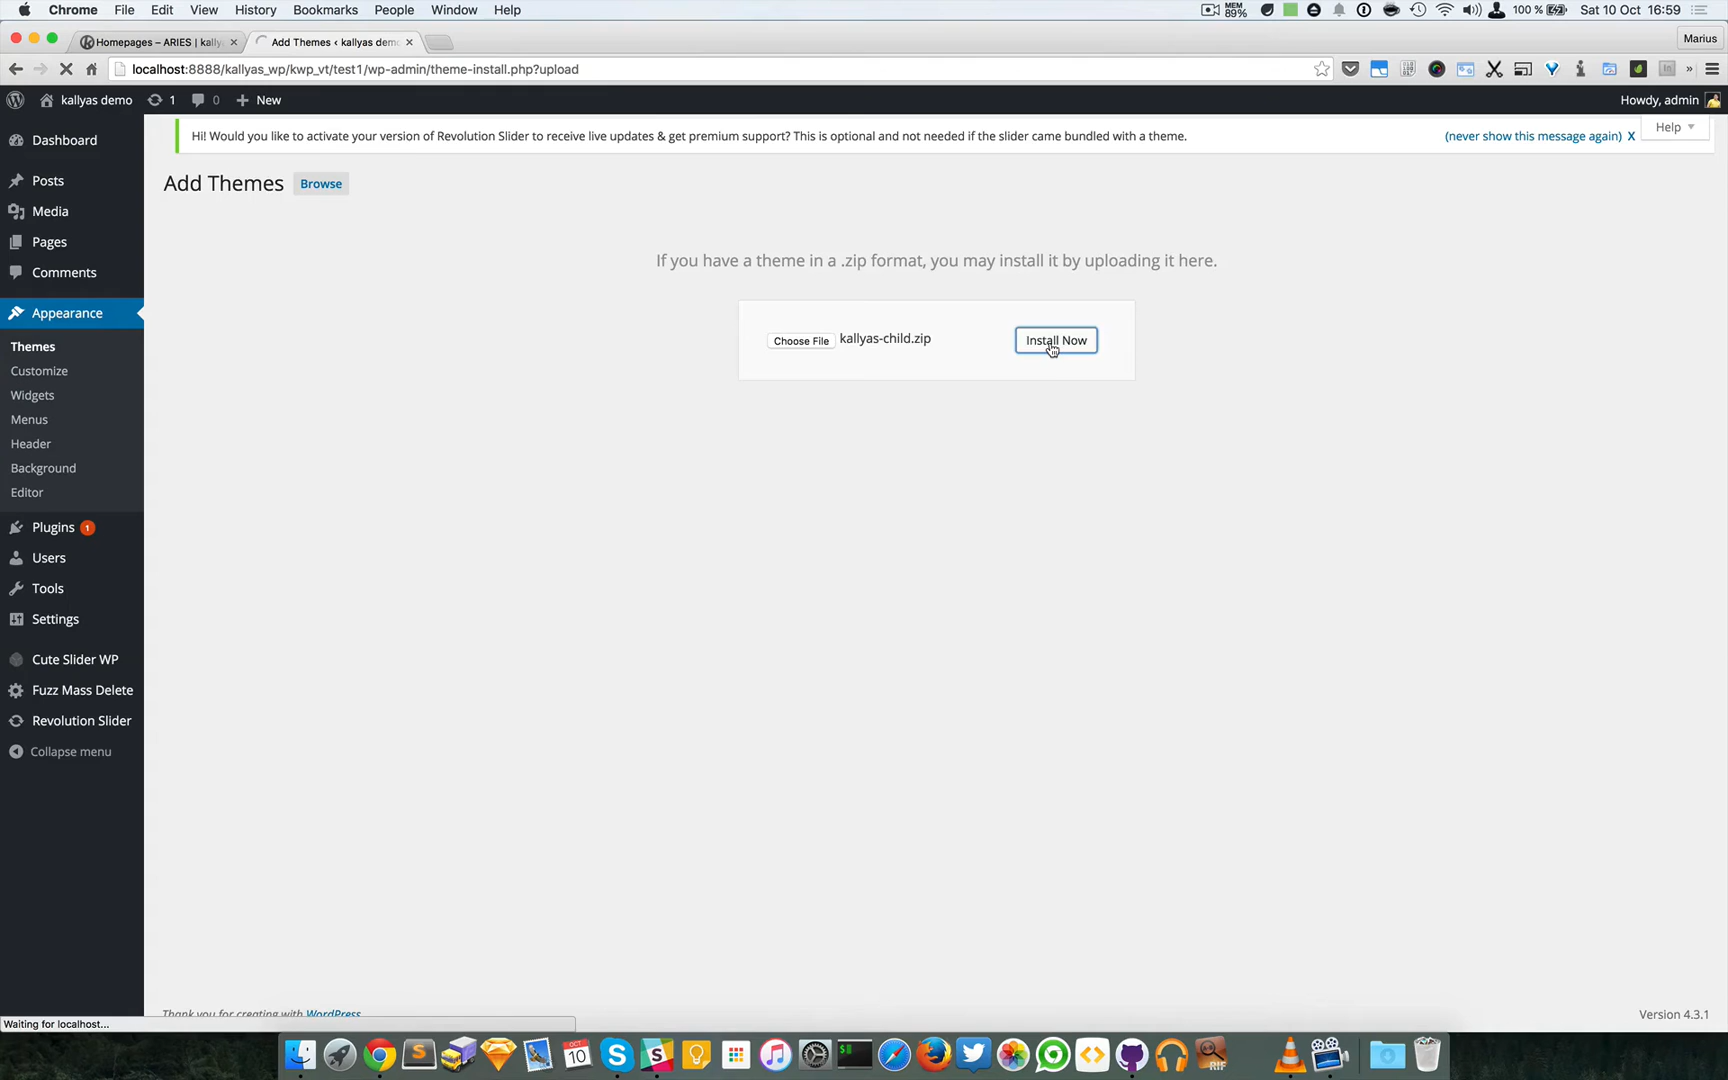 Chrome File Edit View History Bookmarks People Window Help MEM 89% 100 % Sat 10 Oct 16:59
Homepages – ARIES | kally Add Themes ‹ kallyas demo Marius
localhost:8888/kallyas_wp/kwp_vt/test1/wp-admin/theme-install.php?upload
kallyas demo 1 0 New Howdy, admin
Hi! Would you like to activate your version of Revolution Slider to receive live updates & get premium support? This is optional and not needed if the slider came bundled with a theme. (never show this message again) X Help
Dashboard
Add Themes Browse
Posts
Media
Pages
Comments
If you have a theme in a .zip format, you may install it by uploading it here.
Appearance
Choose File kallyas-child.zip Install Now
Themes
Customize
Widgets
Menus
Header
Background
Editor
Plugins 1
Users
Tools
Settings
Cute Slider WP
Fuzz Mass Delete
Revolution Slider
Collapse menu
Thank you for creating with WordPress Version 4.3.1
Waiting for localhost...
OCT 10 RIF